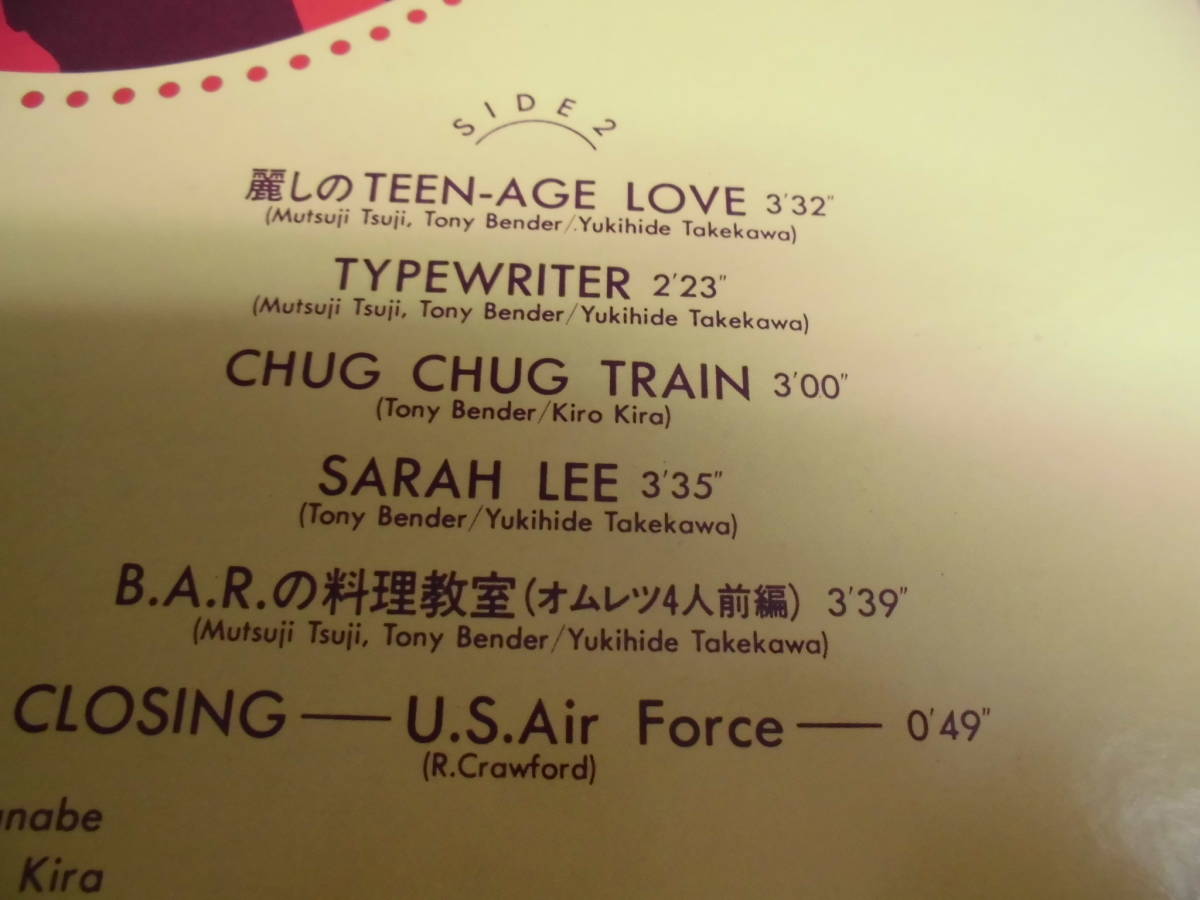 SIDE 2
麗しのTEEN-AGE LOVE 3'32"
(Mutsuji Tsuji, Tony Bender/Yukihide Takekawa)
TYPEWRITER 2'23"
(Mutsuji Tsuji, Tony Bender/Yukihide Takekawa)
CHUG CHUG TRAIN 3'00"
(Tony Bender/Kiro Kira)
SARAH LEE 3'35"
(Tony Bender/Yukihide Takekawa)
B.A.R.の料理教室(オムレツ4人前編) 3'39"
(Mutsuji Tsuji, Tony Bender/Yukihide Takekawa)
CLOSING — U.S.Air Force — 0'49"
(R.Crawford)
Kira